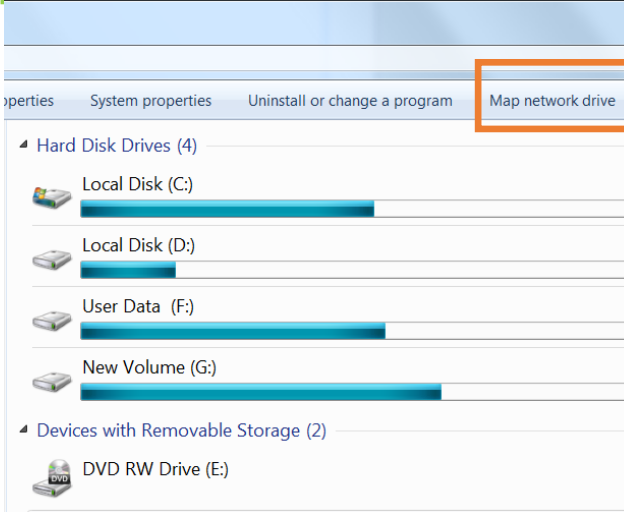 System properties Uninstall or change a program Map network drive
Hard Disk Drives (4)
Local Disk (C:)
Local Disk (D:)
User Data (F:)
New Volume (G:)
Devices with Removable Storage (2)
DVD RW Drive (E:)
DVD